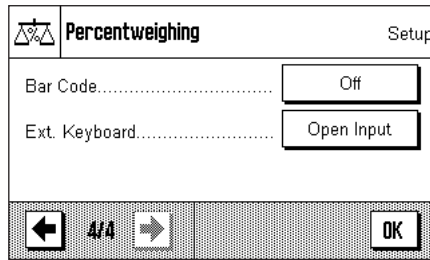 Percentweighing Setup
Bar Code.............................. Off
Ext. Keyboard........................ Open Input
4/4 OK